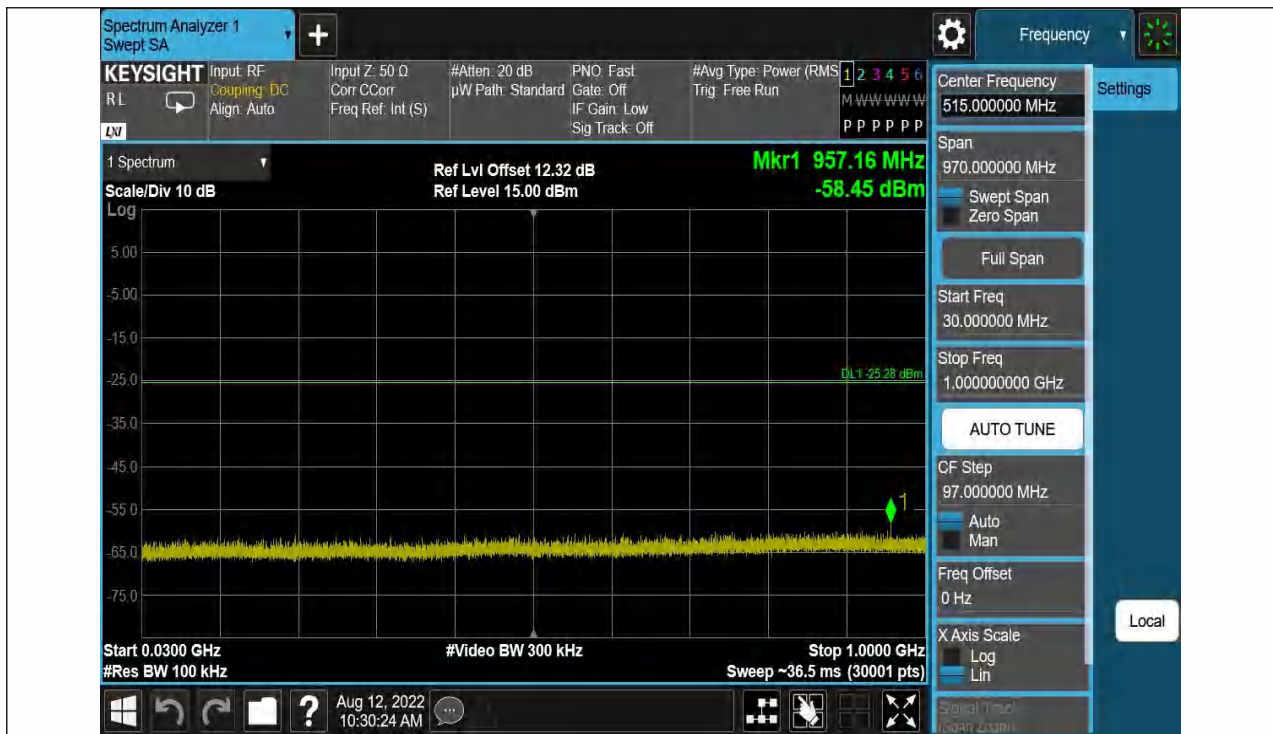 Spectrum Analyzer 1
Swept SA
Frequency
KEYSIGHT
RL
LXI
Input: RF
Coupling: DC
Align: Auto
Input Z: 50 Ω
Corr CCorr
Freq Ref: Int (S)
#Atten: 20 dB
µW Path: Standard
PNO: Fast
Gate: Off
IF Gain: Low
Sig Track: Off
#Avg Type: Power (RMS
Trig: Free Run
1 2 3 4 5 6
M W W W W W
P P P P P P
1 Spectrum
Scale/Div 10 dB
Ref Lvl Offset 12.32 dB
Ref Level 15.00 dBm
Mkr1 957.16 MHz
-58.45 dBm
Log
5.00
-5.00
-15.0
-25.0
-35.0
-45.0
-55.0
-65.0
-75.0
DL1 -25.28 dBm
1
Start 0.0300 GHz
#Res BW 100 kHz
#Video BW 300 kHz
Stop 1.0000 GHz
Sweep ~36.5 ms (30001 pts)
Center Frequency
515.000000 MHz
Settings
Span
970.000000 MHz
Swept Span
Zero Span
Full Span
Start Freq
30.000000 MHz
Stop Freq
1.000000000 GHz
AUTO TUNE
CF Step
97.000000 MHz
Auto
Man
Freq Offset
0 Hz
X Axis Scale
Log
Lin
Local
Signal Track
(Span Zoom)
?
Aug 12, 2022
10:30:24 AM